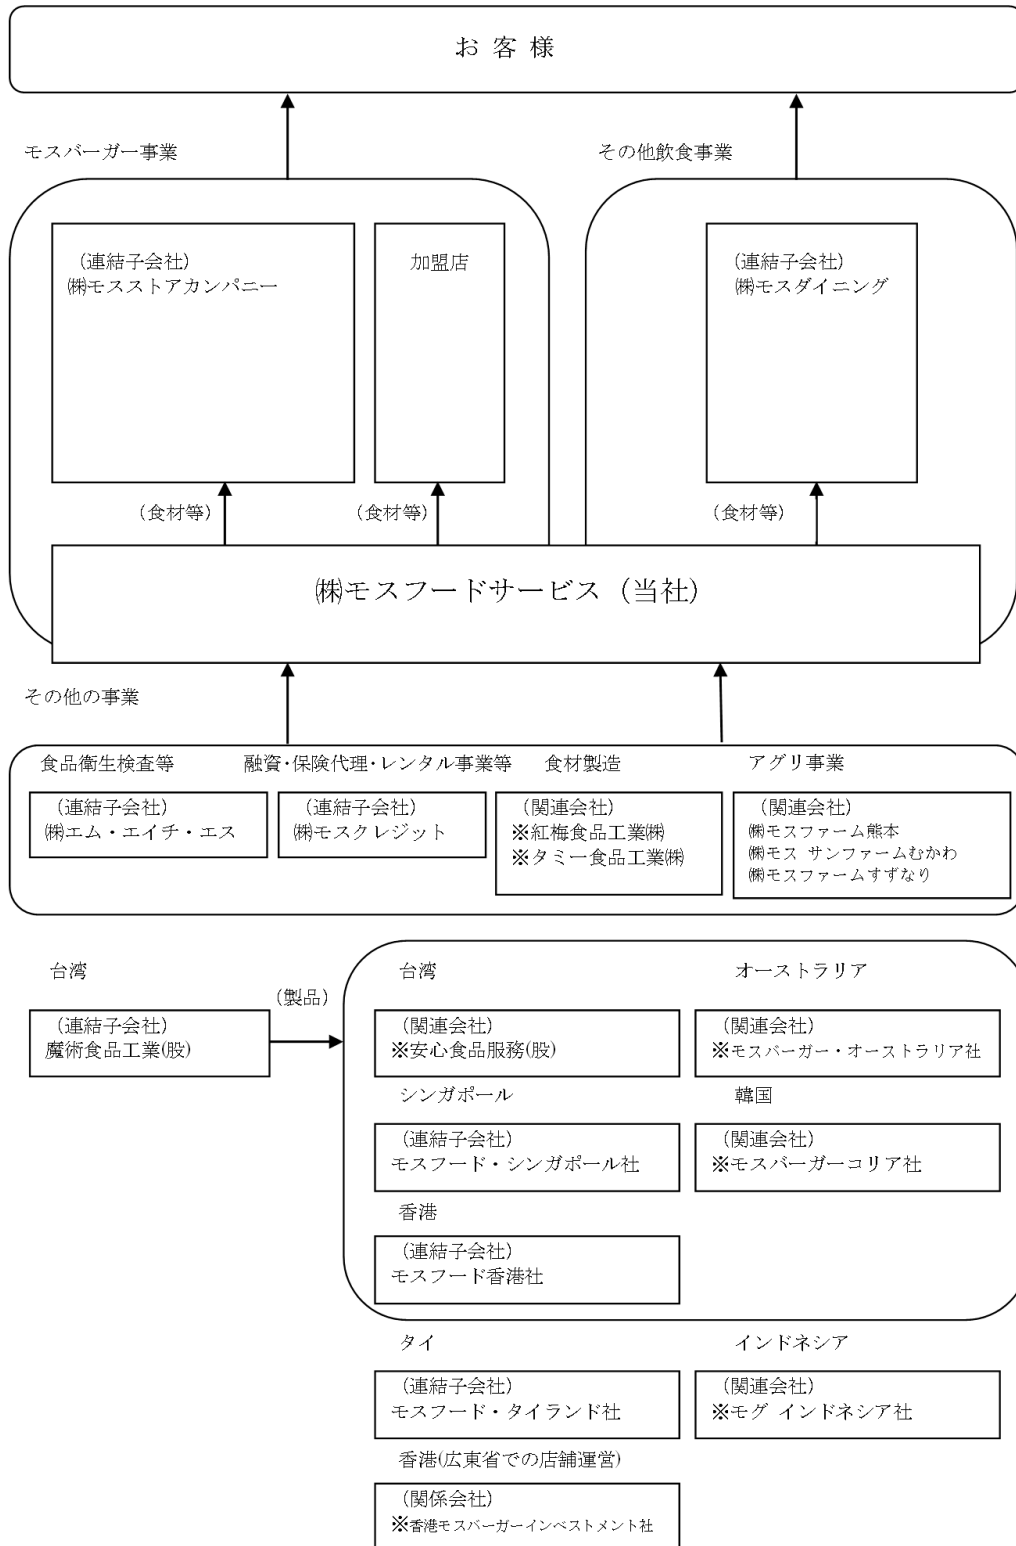 お 客 様
モスバーガー事業
その他飲食事業
(連結子会社)
㈱モスストアカンパニー
加盟店
(連結子会社)
㈱モスダイニング
(食材等)
(食材等)
(食材等)
㈱モスフードサービス (当社)
その他の事業
食品衛生検査等
融資・保険代理・レンタル事業等
食材製造
アグリ事業
(連結子会社)
㈱エム・エイチ・エス
(連結子会社)
㈱モスクレジット
(関連会社)
※紅梅食品工業㈱
※タミー食品工業㈱
(関連会社)
㈱モスファーム熊本
㈱モス サンファームむかわ
㈱モスファームすずなり
台湾
(連結子会社)
魔術食品工業(股)
(製品)
台湾
(関連会社)
※安心食品服務(股)
オーストラリア
(関連会社)
※モスバーガー・オーストラリア社
シンガポール
(連結子会社)
モスフード・シンガポール社
韓国
(関連会社)
※モスバーガーコリア社
香港
(連結子会社)
モスフード香港社
タイ
(連結子会社)
モスフード・タイランド社
インドネシア
(関連会社)
※モグ インドネシア社
香港(広東省での店舗運営)
(関係会社)
※香港モスバーガーインベストメント社